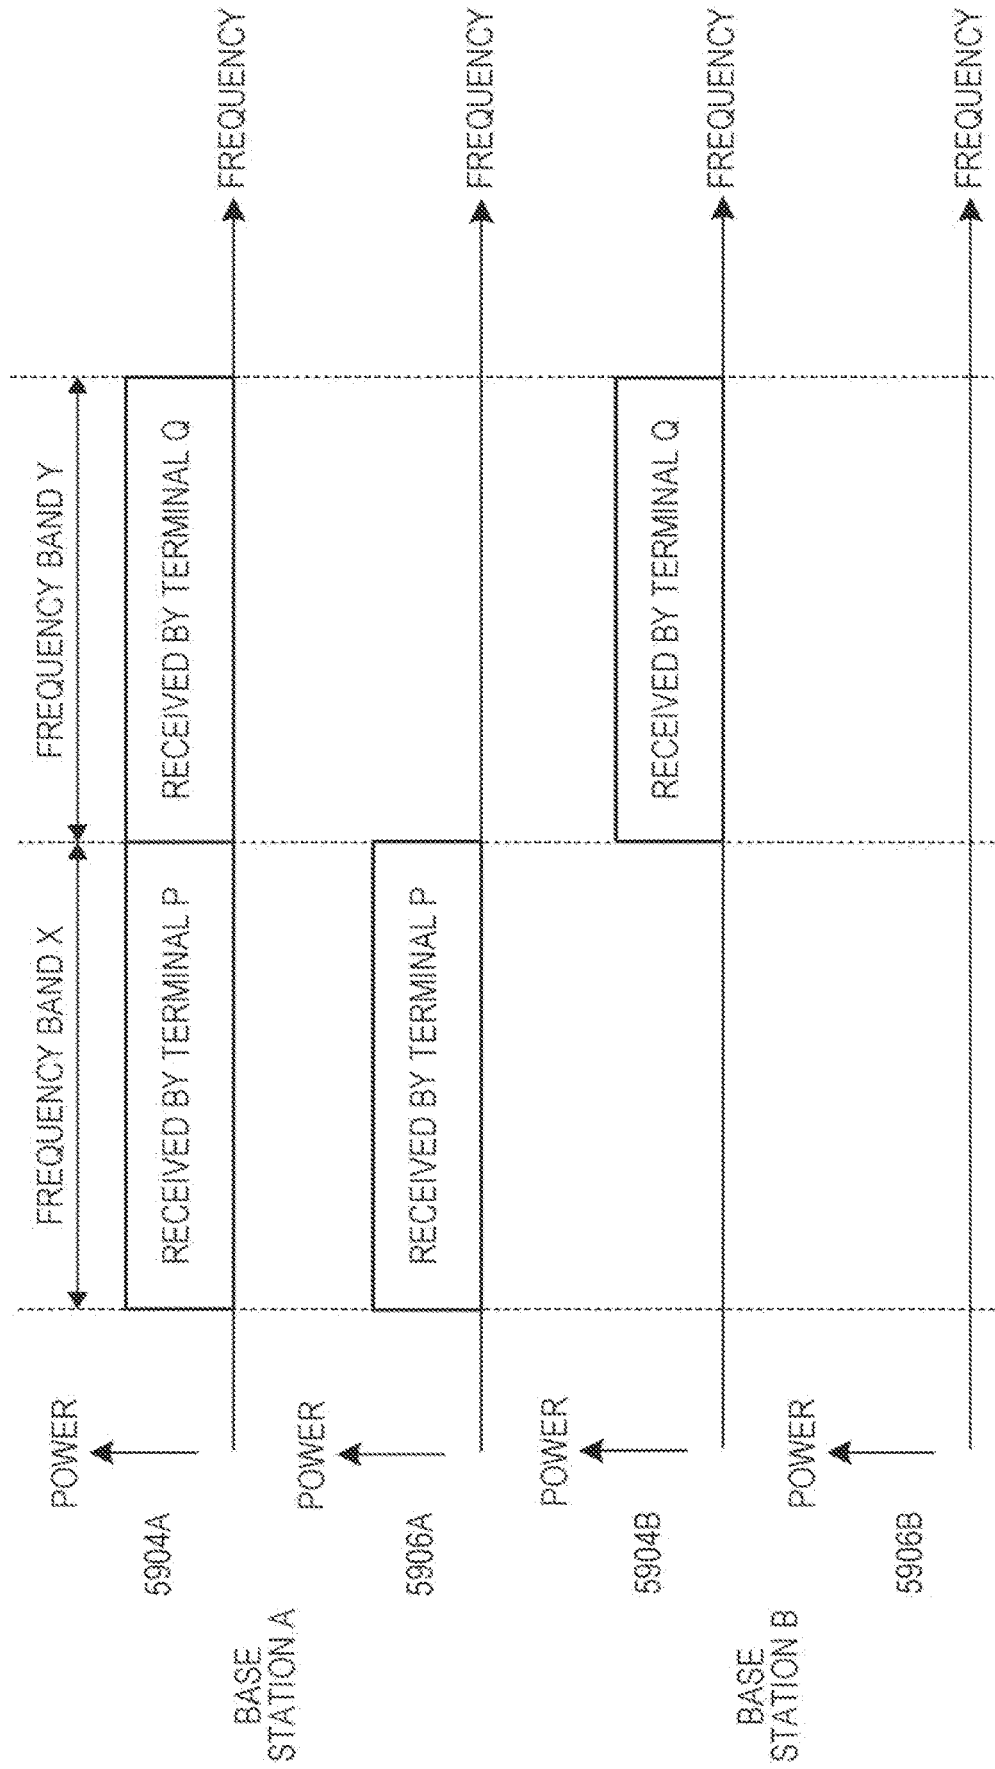 FREQUENCY BAND X
FREQUENCY BAND Y
BASE
STATION A
5904A
POWER
RECEIVED BY TERMINAL P
RECEIVED BY TERMINAL Q
FREQUENCY
5906A
POWER
RECEIVED BY TERMINAL P
FREQUENCY
BASE
STATION B
5904B
POWER
RECEIVED BY TERMINAL Q
FREQUENCY
5906B
POWER
FREQUENCY